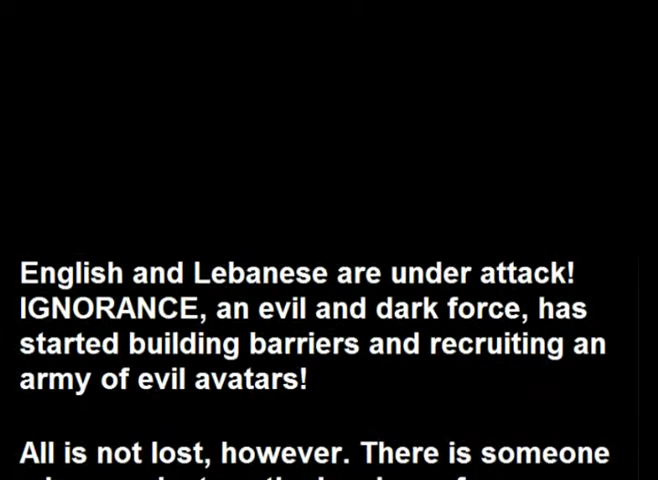 English and Lebanese are under attack!
IGNORANCE, an evil and dark force, has
started building barriers and recruiting an
army of evil avatars!
All is not lost, however. There is someone